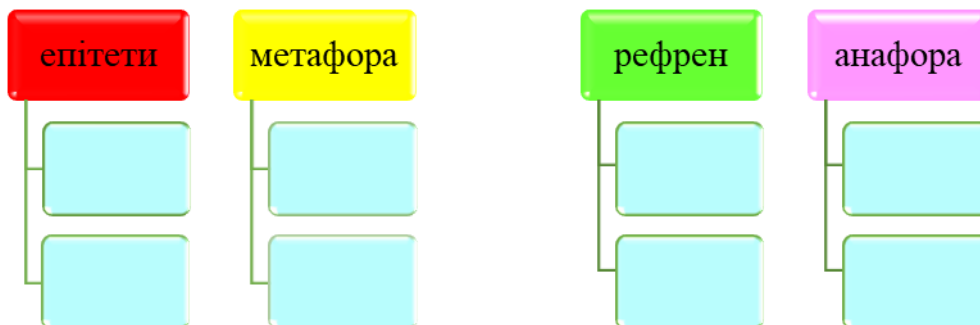 епітети
метафора
рефрен
анафора